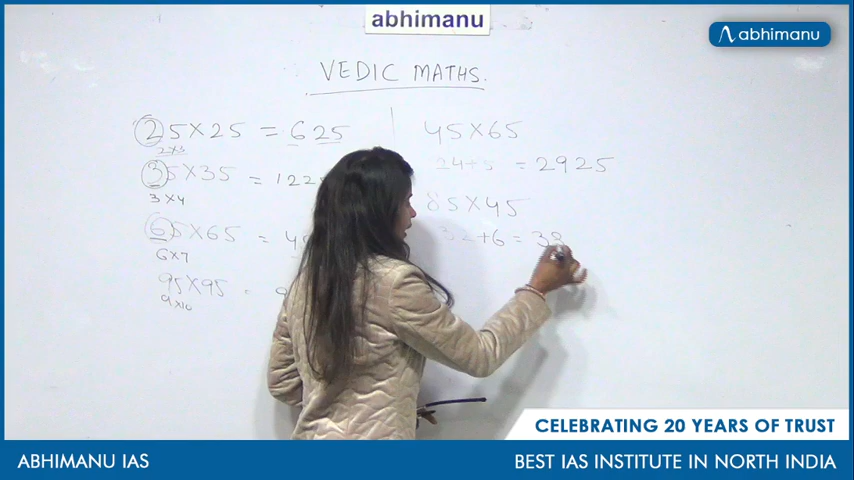 abhimanu
abhimanu
VEDIC MATHS.
25X25 = 625
2X3
35X35 = 122
3X4
65X65 =
6X7
95X95 =
9X10
45X65
24+5 = 2925
85X45
32+6 = 38
CELEBRATING 20 YEARS OF TRUST
ABHIMANU IAS
BEST IAS INSTITUTE IN NORTH INDIA